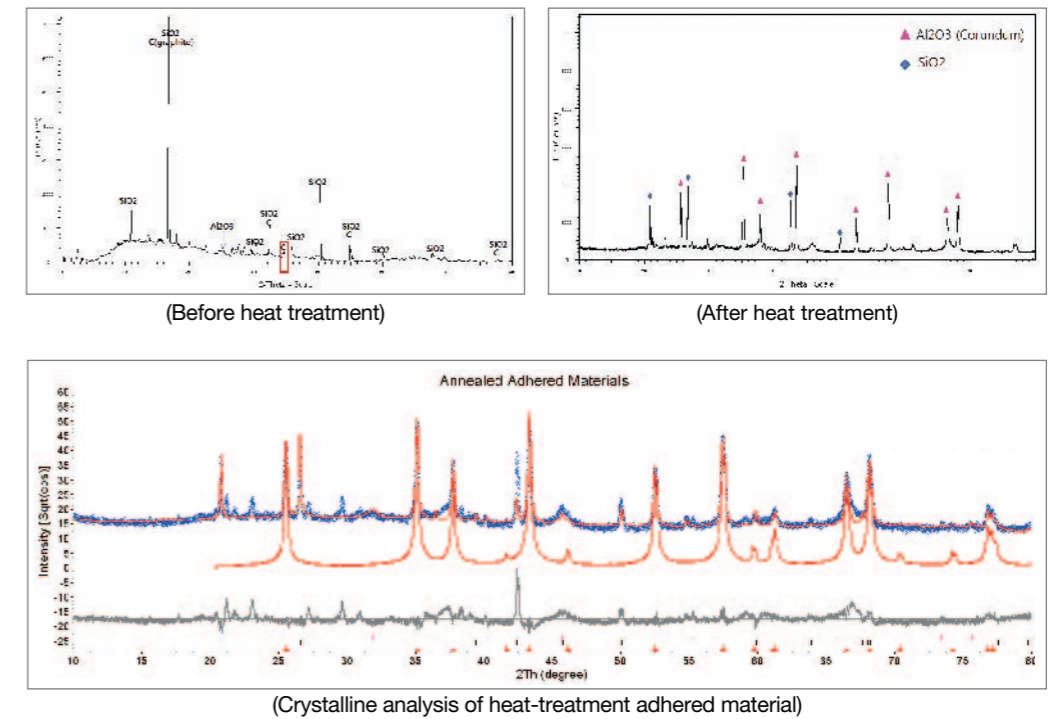 SiO2
C(graphite)
SiO2
Al2O3
SiO2
SiO2
C
SiO2
SiO2
SiO2
C
SiO2
SiO2
SiO2
C
(Before heat treatment)
Al2O3 (Corundum)
SiO2
(After heat treatment)
Annealed Adhered Materials
Intensity [Sqrt(cps)]
60
55
50
45
40
35
30
25
20
15
10
5
0
-5
-10
-15
-20
-25
10 15 20 25 30 35 40 45 50 55 60 65 70 75 80
2Th (degree)
(Crystalline analysis of heat-treatment adhered material)